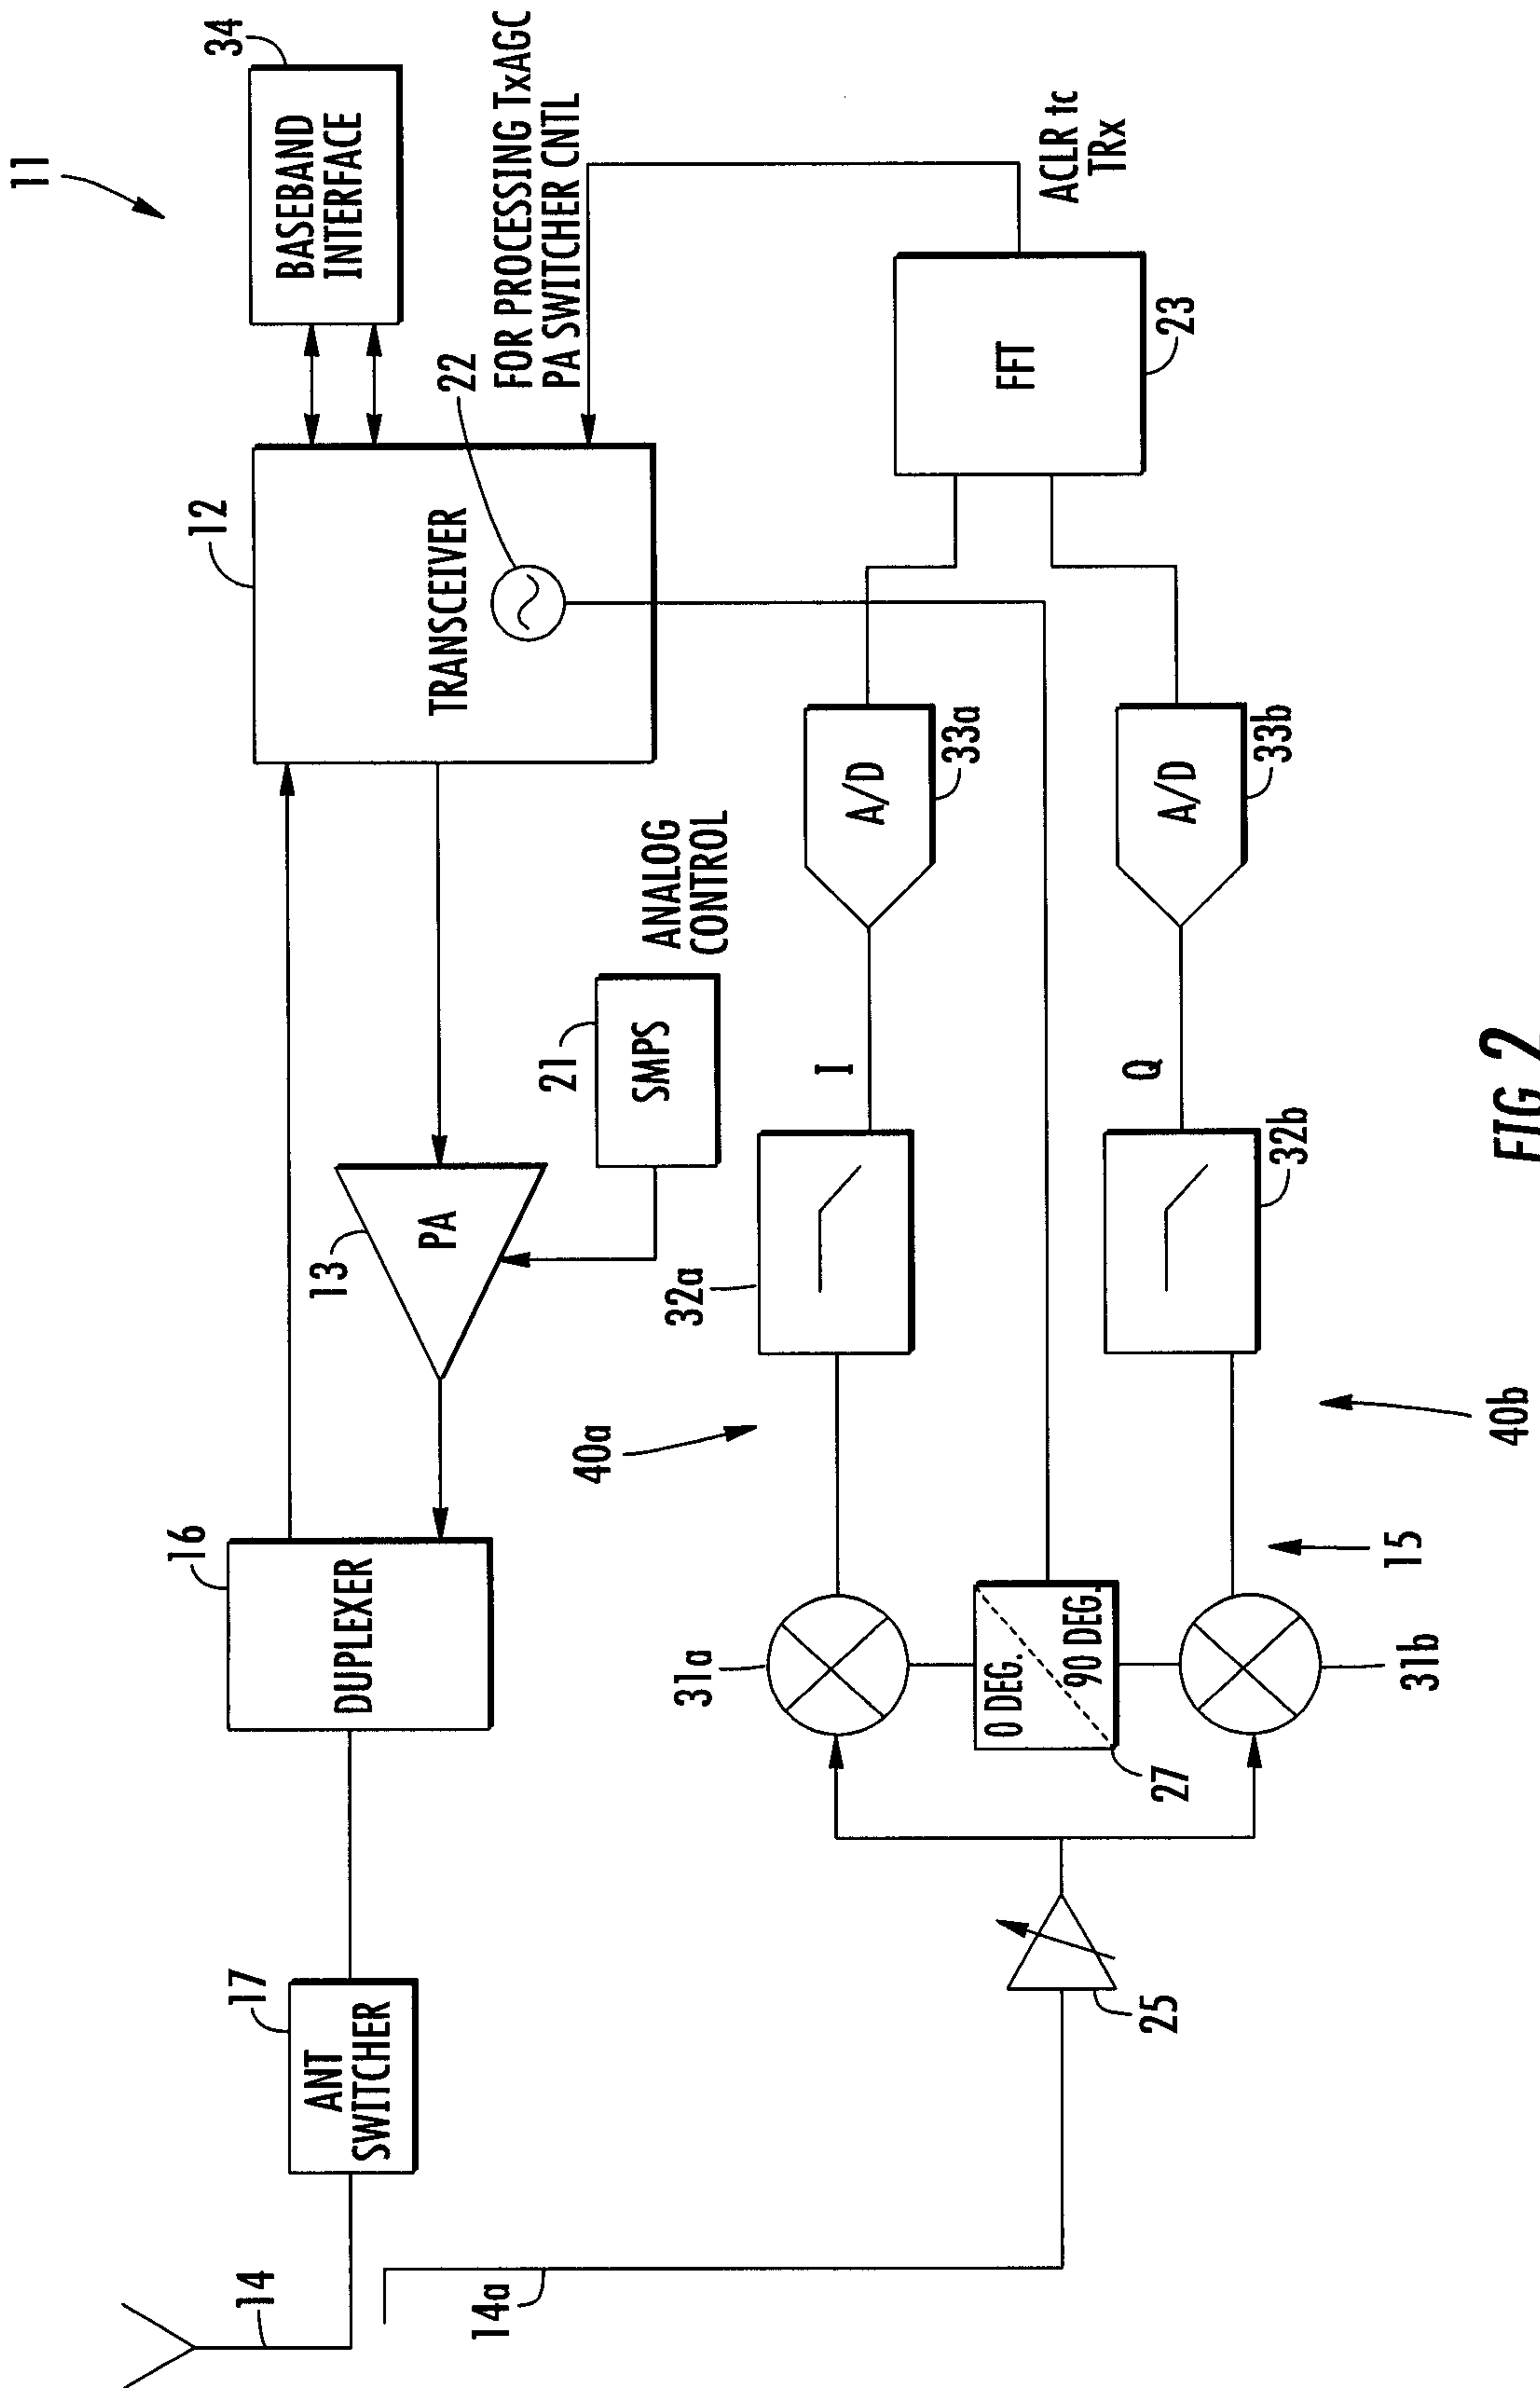 11
34
BASEBAND
INTERFACE
12
TRANSCEIVER
22
FOR PROCESSING TxAGC
PA SWITCHER CNTL
16
DUPLEXER
17
ANT
SWITCHER
14
14a
13
PA
21
SMPS
ANALOG
CONTROL
ACLR tc
TRx
FFT
23
A/D
33a
A/D
33b
I
Q
32a
32b
40a
40b
15
31a
0 DEG.
90 DEG.
27
31b
25
FIG 2